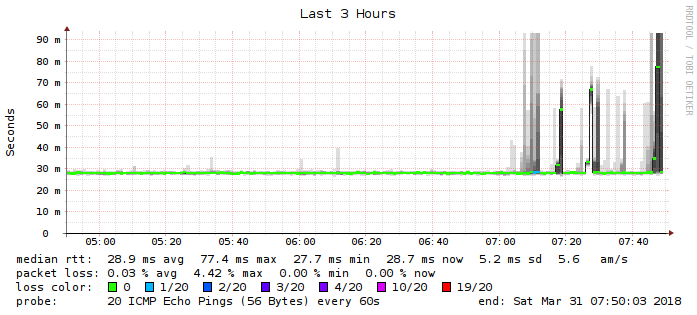 Last 3 Hours
RRDTOOL / TOBI OETIKER
Seconds
90 m
80 m
70 m
60 m
50 m
40 m
30 m
20 m
10 m
0
05:00 05:20 05:40 06:00 06:20 06:40 07:00 07:20 07:40
median rtt: 28.9 ms avg 77.4 ms max 27.7 ms min 28.7 ms now 5.2 ms sd 5.6 am/s
packet loss: 0.03 % avg 4.42 % max 0.00 % min 0.00 % now
loss color: 0 1/20 2/20 3/20 4/20 10/20 19/20
probe: 20 ICMP Echo Pings (56 Bytes) every 60s end: Sat Mar 31 07:50:03 2018